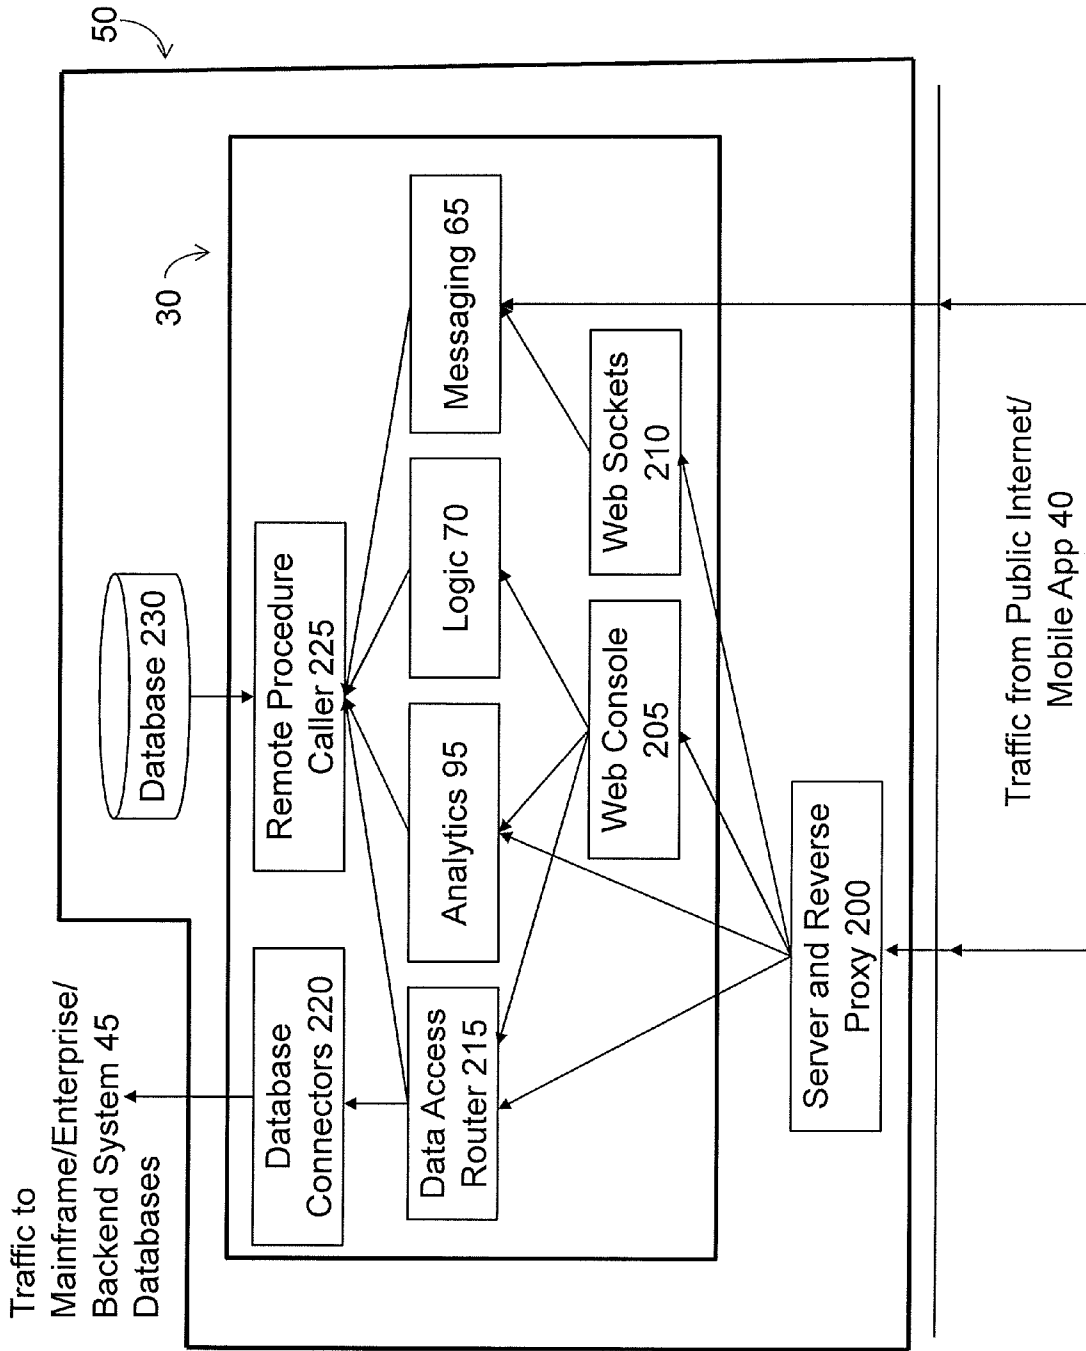 50
30
Traffic to
Mainframe/Enterprise/
Backend System 45
Databases
Database 230
Database
Connectors 220
Remote Procedure
Caller 225
Data Access
Router 215
Analytics 95
Logic 70
Messaging 65
Web Console
205
Web Sockets
210
Server and Reverse
Proxy 200
Traffic from Public Internet/
Mobile App 40